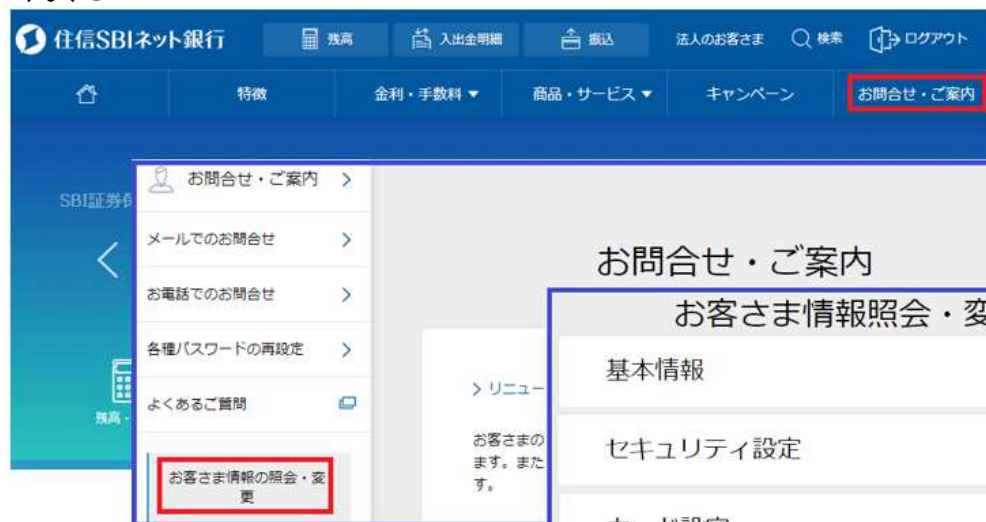 住信SBIネット銀行 残高 入出金明細 振込 法人のお客さま 検索 ログアウト
特徴 金利・手数料▼ 商品・サービス▼ キャンペーン お問合せ・ご案内
SBI証券
お問合せ・ご案内 >
メールでのお問合せ >
お電話でのお問合せ >
各種パスワードの再設定 >
よくあるご質問
お客さま情報の照会・変
更
残高・
お問合せ・ご案内
> リニュー
お客さまの
ます。また
す。
お客さま情報照会・変
基本情報
セキュリティ設定